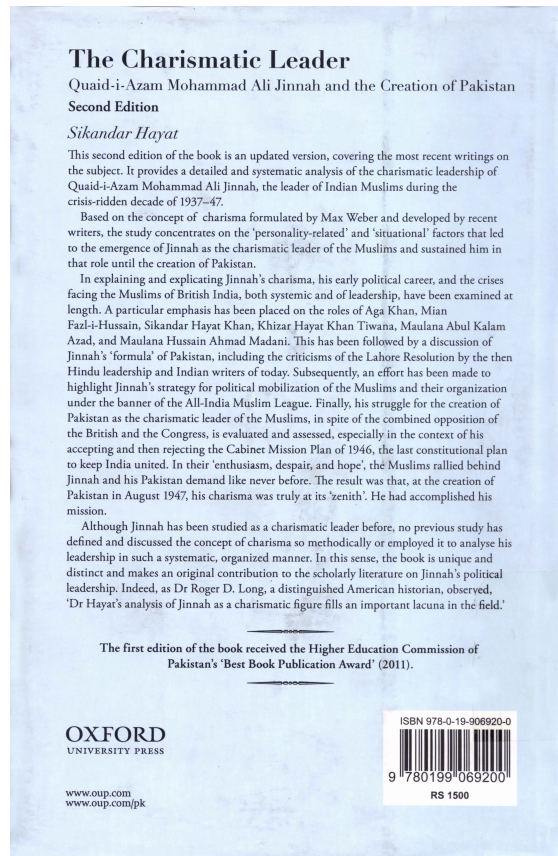 The Charismatic Leader
Quaid-i-Azam Mohammad Ali Jinnah and the Creation of Pakistan
Second Edition
Sikandar Hayat
This second edition of the book is an updated version, covering the most recent writings on
the subject. It provides a detailed and systematic analysis of the charismatic leadership of
Quaid-i-Azam Mohammad Ali Jinnah, the leader of Indian Muslims during the
crisis-ridden decade of 1937–47.
Based on the concept of charisma formulated by Max Weber and developed by recent
writers, the study concentrates on the 'personality-related' and 'situational' factors that led
to the emergence of Jinnah as the charismatic leader of the Muslims and sustained him in
that role until the creation of Pakistan.
In explaining and explicating Jinnah's charisma, his early political career, and the crises
facing the Muslims of British India, both systemic and of leadership, have been examined at
length. A particular emphasis has been placed on the roles of Aga Khan, Mian
Fazl-i-Hussain, Sikandar Hayat Khan, Khizar Hayat Khan Tiwana, Maulana Abul Kalam
Azad, and Maulana Hussain Ahmad Madani. This has been followed by a discussion of
Jinnah's 'formula' of Pakistan, including the criticisms of the Lahore Resolution by the then
Hindu leadership and Indian writers of today. Subsequently, an effort has been made to
highlight Jinnah's strategy for political mobilization of the Muslims and their organization
under the banner of the All-India Muslim League. Finally, his struggle for the creation of
Pakistan as the charismatic leader of the Muslims, in spite of the combined opposition of
the British and the Congress, is evaluated and assessed, especially in the context of his
accepting and then rejecting the Cabinet Mission Plan of 1946, the last constitutional plan
to keep India united. In their 'enthusiasm, despair, and hope', the Muslims rallied behind
Jinnah and his Pakistan demand like never before. The result was that, at the creation of
Pakistan in August 1947, his charisma was truly at its 'zenith'. He had accomplished his
mission.
Although Jinnah has been studied as a charismatic leader before, no previous study has
defined and discussed the concept of charisma so methodically or employed it to analyse his
leadership in such a systematic, organized manner. In this sense, the book is unique and
distinct and makes an original contribution to the scholarly literature on Jinnah's political
leadership. Indeed, as Dr Roger D. Long, a distinguished American historian, observed,
'Dr Hayat's analysis of Jinnah as a charismatic figure fills an important lacuna in the field.'
The first edition of the book received the Higher Education Commission of
Pakistan's 'Best Book Publication Award' (2011).
OXFORD
UNIVERSITY PRESS
www.oup.com
www.oup.com/pk
ISBN 978-0-19-906920-0
9 780199 069200
RS 1500